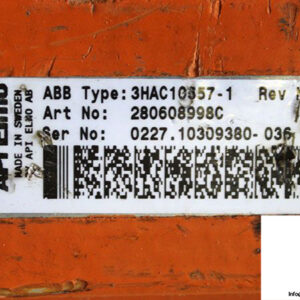 API Elmo
MADE IN SWEDEN
API ELMO AB
ABB Type: 3HAC10557-1 Rev
Art No: 280608998C
Ser No: 0227.10309380- 036